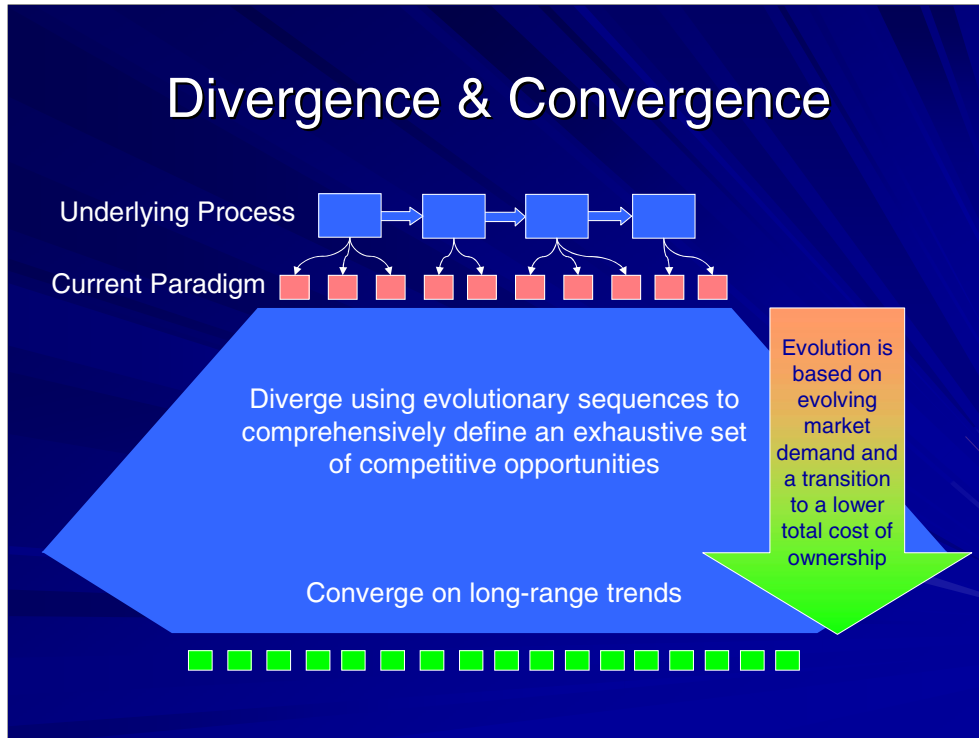 Divergence & Convergence
Underlying Process
Current Paradigm
Diverge using evolutionary sequences to
comprehensively define an exhaustive set
of competitive opportunities
Converge on long-range trends
Evolution is
based on
evolving
market
demand and
a transition
to a lower
total cost of
ownership